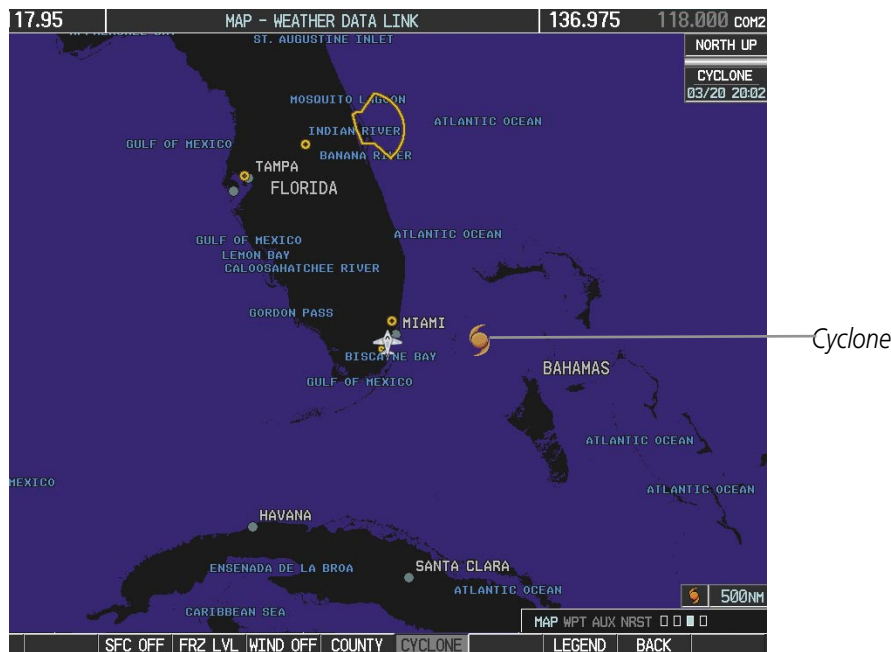 17.95 MAP - WEATHER DATA LINK 136.975 118.000 COM2
ST. AUGUSTINE INLET
NORTH UP
CYCLONE
03/20 20:02
MOSQUITO LAGOON
ATLANTIC OCEAN
INDIAN RIVER
GULF OF MEXICO
BANANA RIVER
TAMPA
FLORIDA
ATLANTIC OCEAN
GULF OF MEXICO
LEMON BAY
CALOOSAHATCHEE RIVER
GORDON PASS
MIAMI
Cyclone
BISCAYNE BAY
BAHAMAS
GULF OF MEXICO
ATLANTIC OCEAN
MEXICO
ATLANTIC OCEAN
HAVANA
ENSENADA DE LA BROA
SANTA CLARA
ATLANTIC OCEAN
500NM
CARIBBEAN SEA
MAP WPT AUX NRST
SFC OFF FRZ LVL WIND OFF COUNTY CYCLONE LEGEND BACK